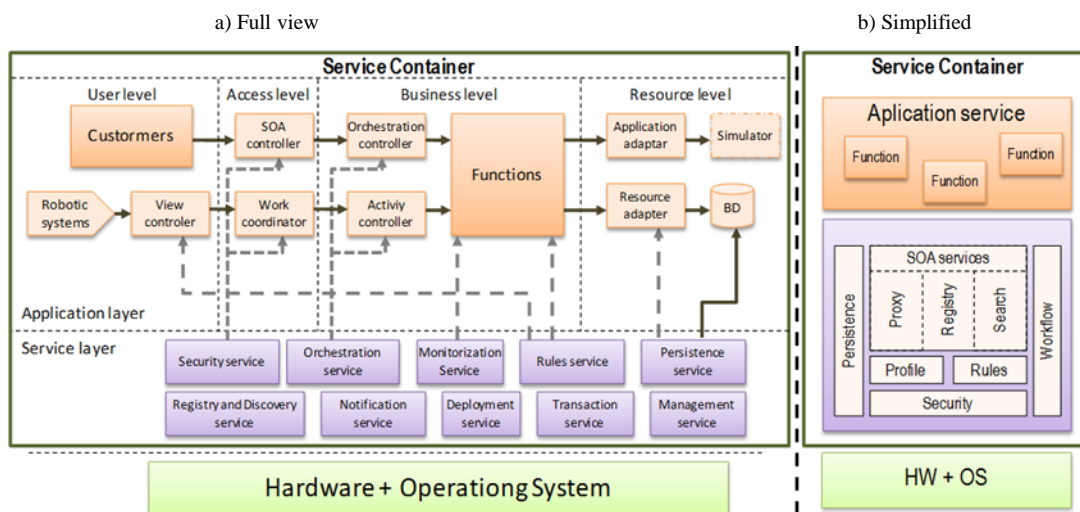 a) Full view
b) Simplified
Service Container
User level
Access level
Business level
Resource level
Custormers
SOA
controller
Orchestration
controller
Functions
Application
adaptar
Simulator
Robotic
systems
View
controler
Work
coordinator
Activiy
controller
Resource
adapter
BD
Application layer
Service layer
Security service
Orchestration
service
Monitorization
Service
Rules service
Persistence
service
Registry and Discovery
service
Notification
service
Deployment
service
Transaction
service
Management
service
Hardware + Operationg System
Service Container
Aplication service
Function
Function
Function
Persistence
SOA services
Proxy
Registry
Search
Workflow
Profile
Rules
Security
HW + OS